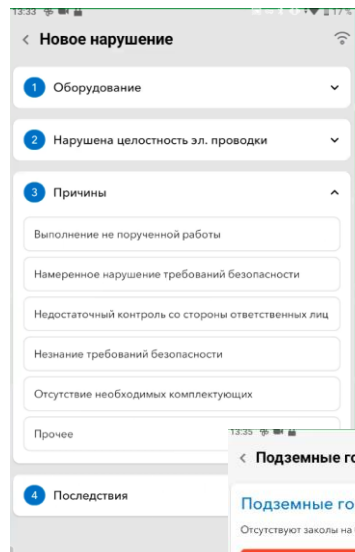 13:33
17 %
Новое нарушение
1 Оборудование
2 Нарушена целостность эл. проводки
3 Причины
Выполнение не порученной работы
Намеренное нарушение требований безопасности
Недостаточный контроль со стороны ответственных лиц
Незнание требований безопасности
Отсутствие необходимых комплектующих
Прочее
4 Последствия
13:35
Подземные го
Подземные го
Отсутствуют заколы на